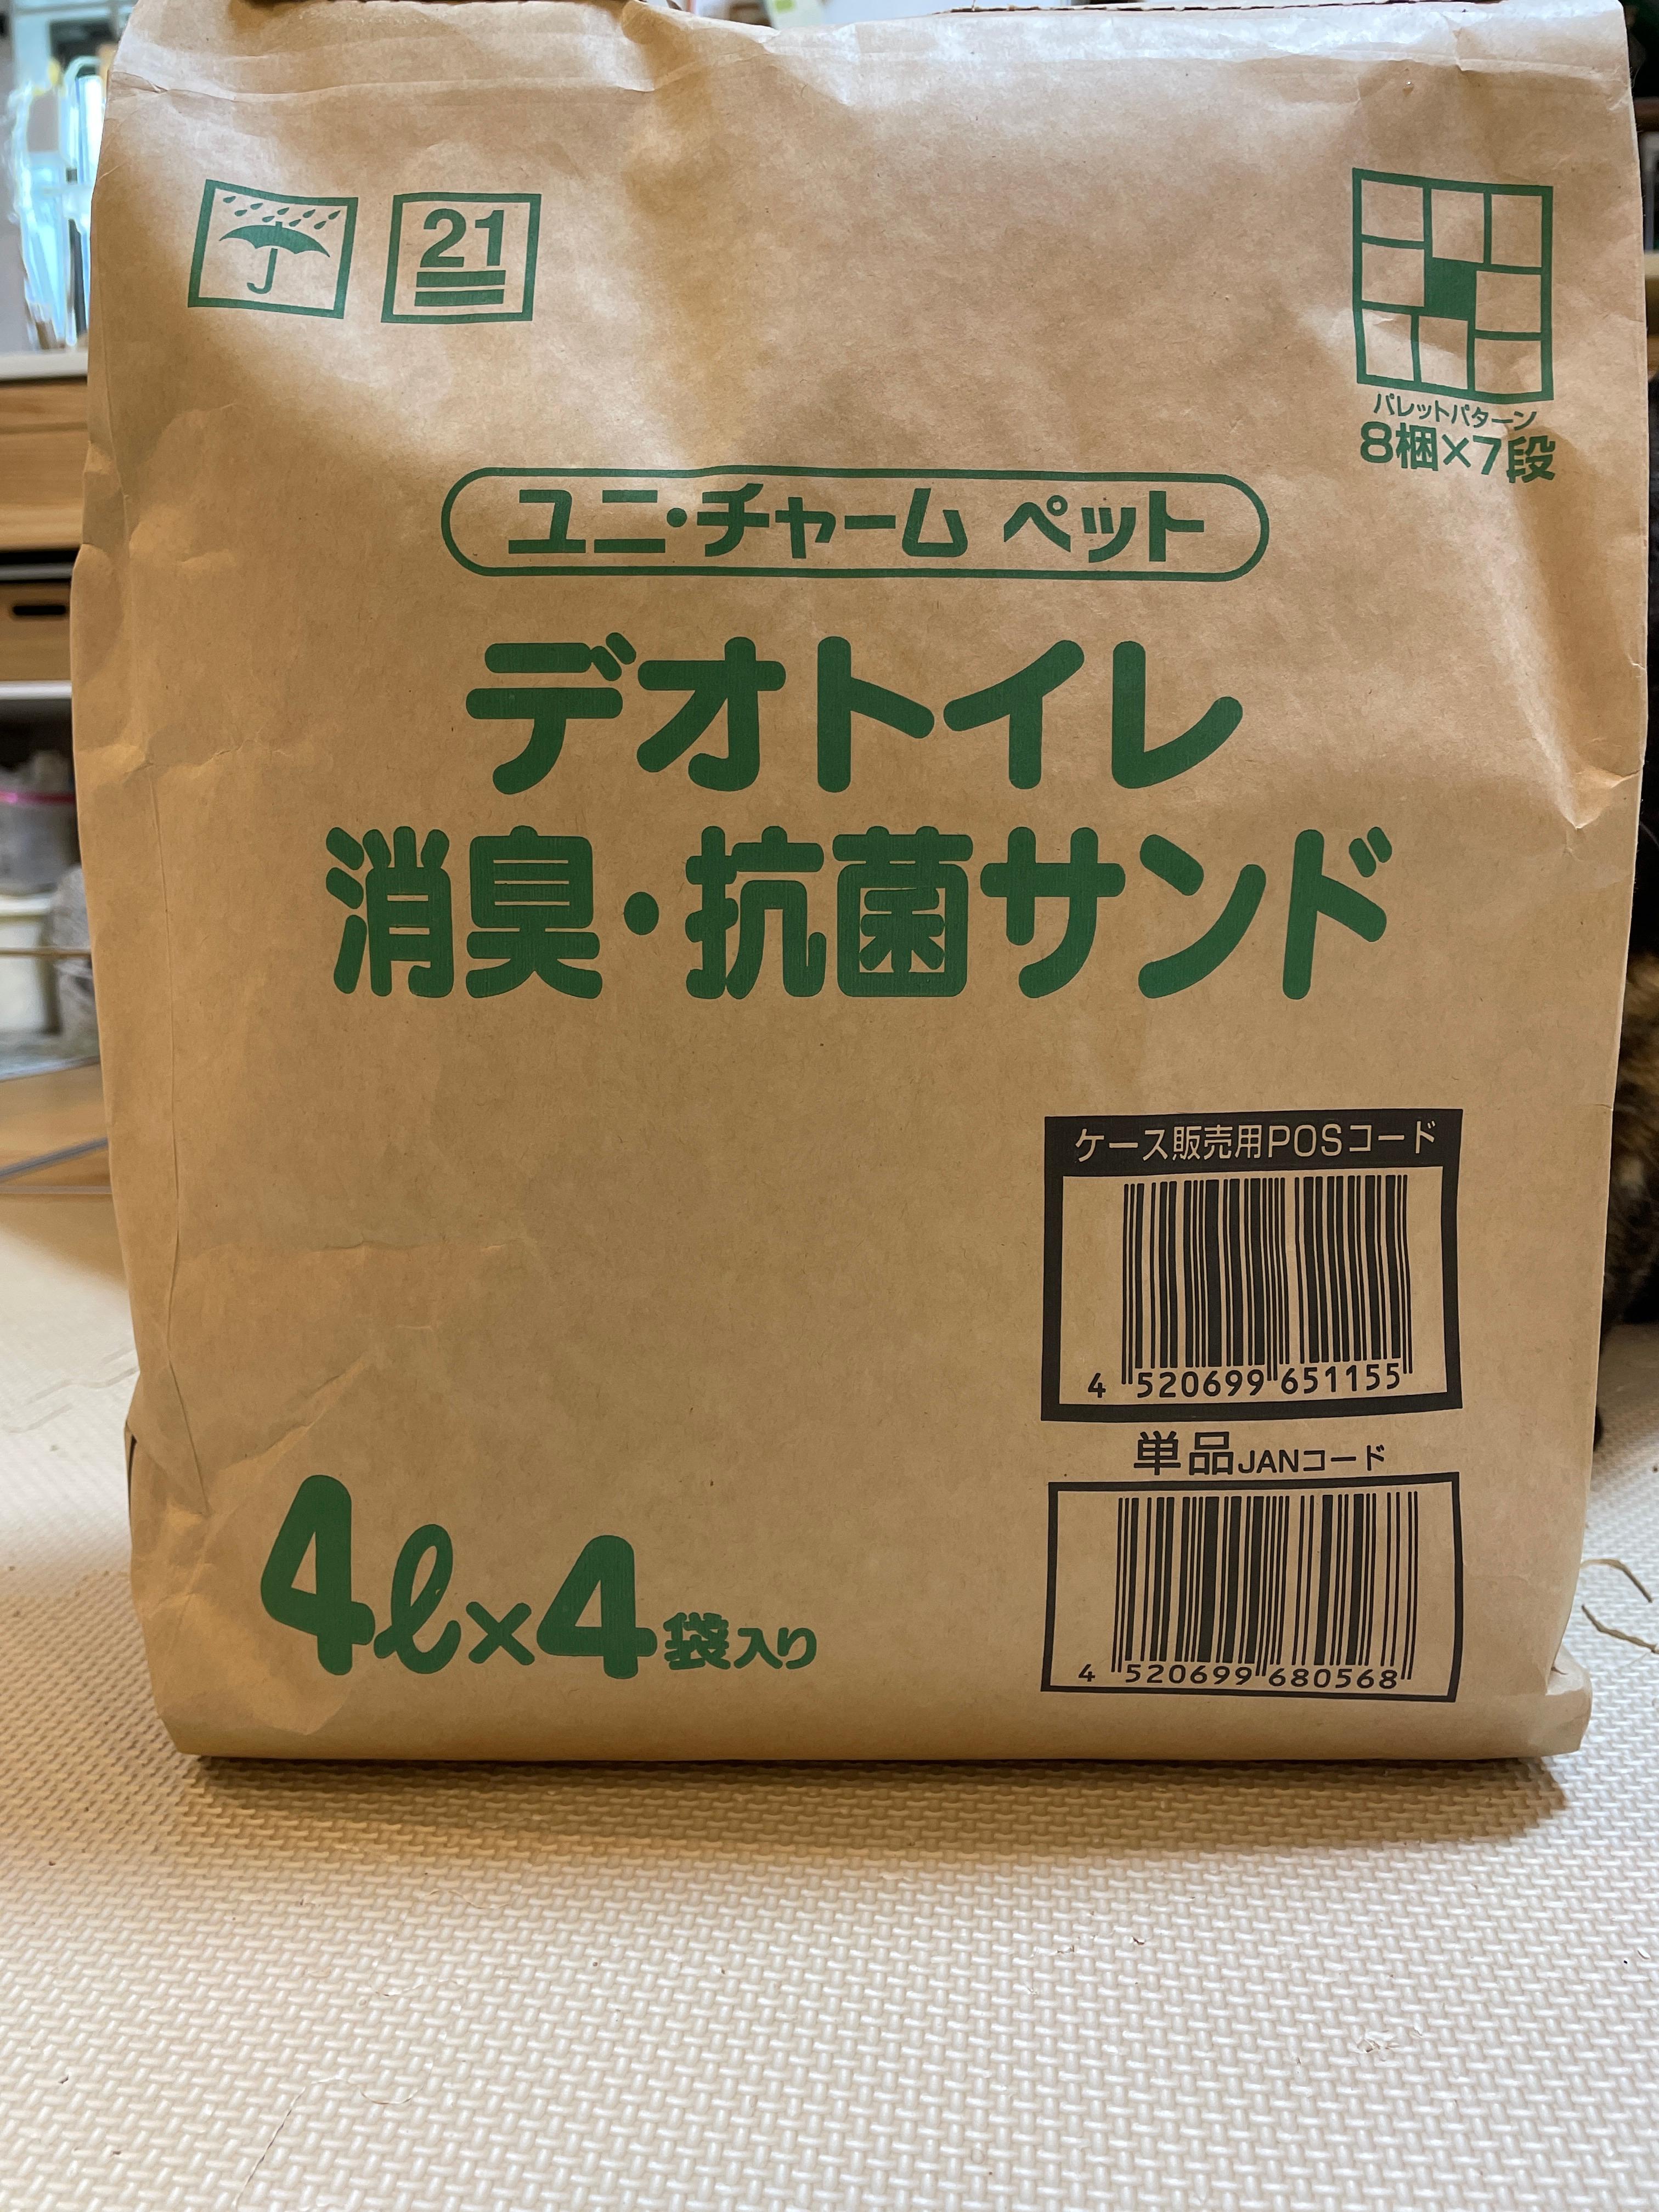 21
パレットパターン
8梱×7段
ユニ・チャーム ペット
デオトイレ
消臭・抗菌サンド
ケース販売用POSコード
4 520699 651155
単品JANコード
4 520699 680568
4ℓ×4袋入り